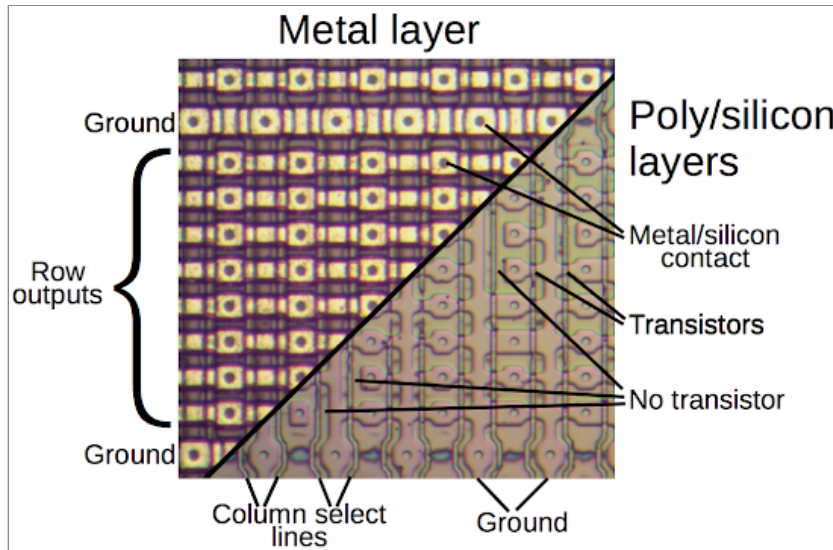 Metal layer
Ground
Poly/silicon
layers
Metal/silicon
contact
Row
outputs
Transistors
No transistor
Ground
Column select
lines
Ground